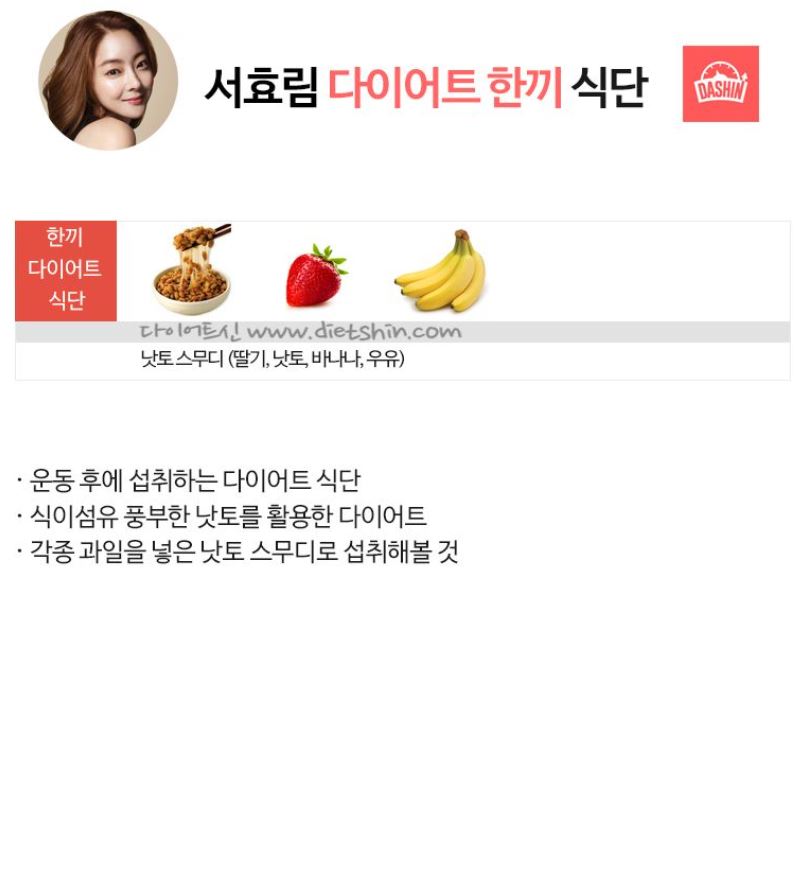 서효림 다이어트 한끼 식단
DASHIN
한끼
다이어트
식단
다이어트신 www.dietshin.com
낫토 스무디 (딸기, 낫토, 바나나, 우유)
· 운동 후에 섭취하는 다이어트 식단
· 식이섬유 풍부한 낫토를 활용한 다이어트
· 각종 과일을 넣은 낫토 스무디로 섭취해볼 것